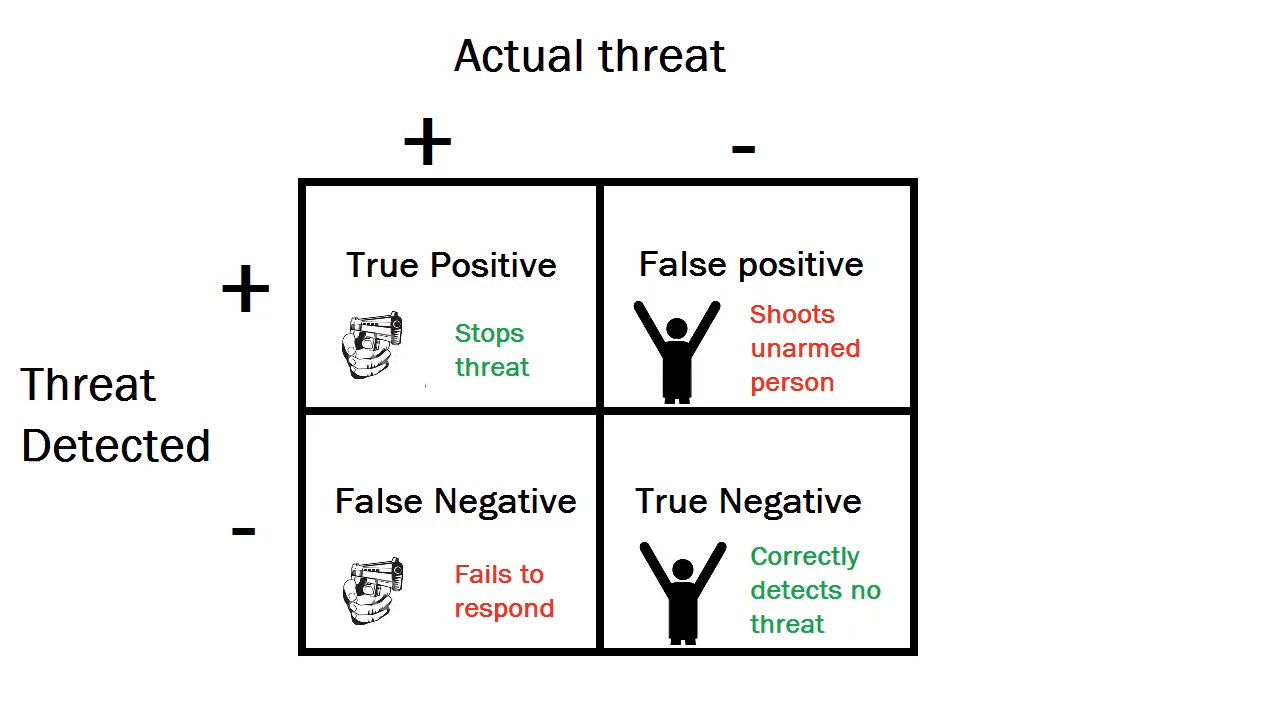 Actual threat
+ -
+
True Positive
False positive
Stops
threat
Shoots
unarmed
person
Threat
Detected
-
False Negative
True Negative
Fails to
respond
Correctly
detects no
threat